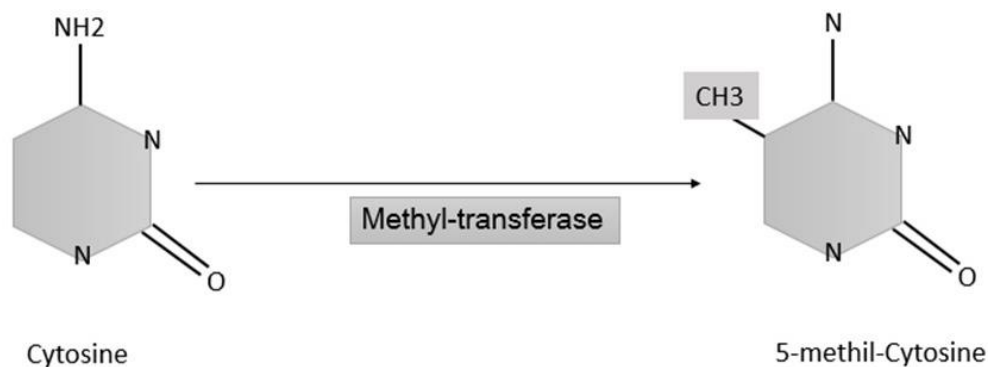 NH2
N
N
O
Cytosine
Methyl-transferase
N
CH3
N
N
O
5-methil-Cytosine